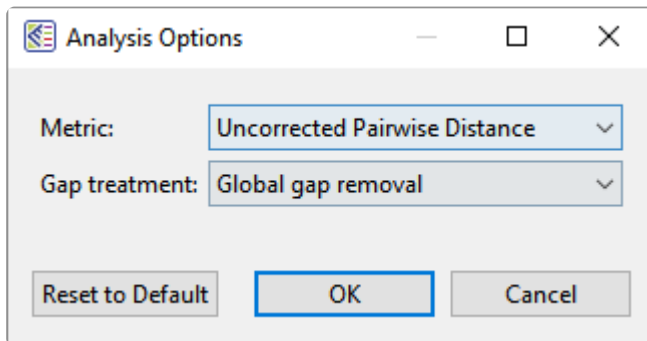 Analysis Options
Metric: Uncorrected Pairwise Distance
Gap treatment: Global gap removal
Reset to Default OK Cancel